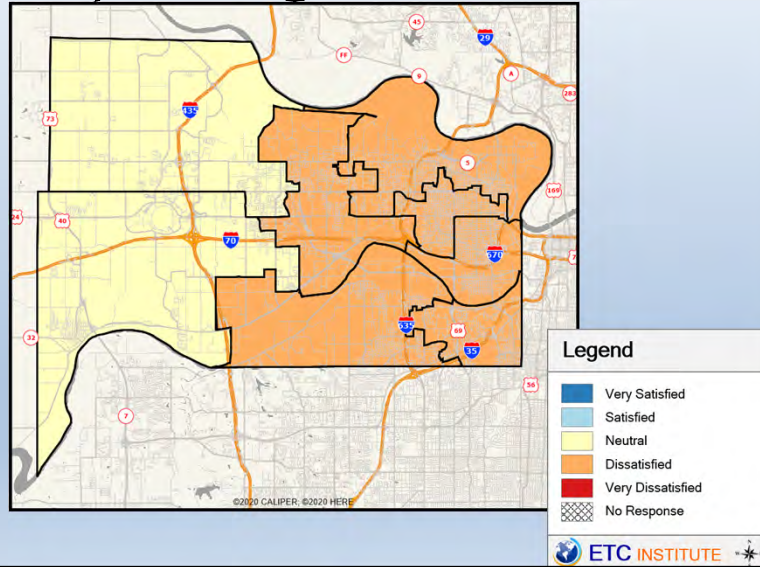 45
29
FF
A
9
283
435
73
5
169
24
40
70
670
7
32
635
69
35
56
7
©2020 CALIPER; ©2020 HERE
Legend
Very Satisfied
Satisfied
Neutral
Dissatisfied
Very Dissatisfied
No Response
ETC INSTITUTE